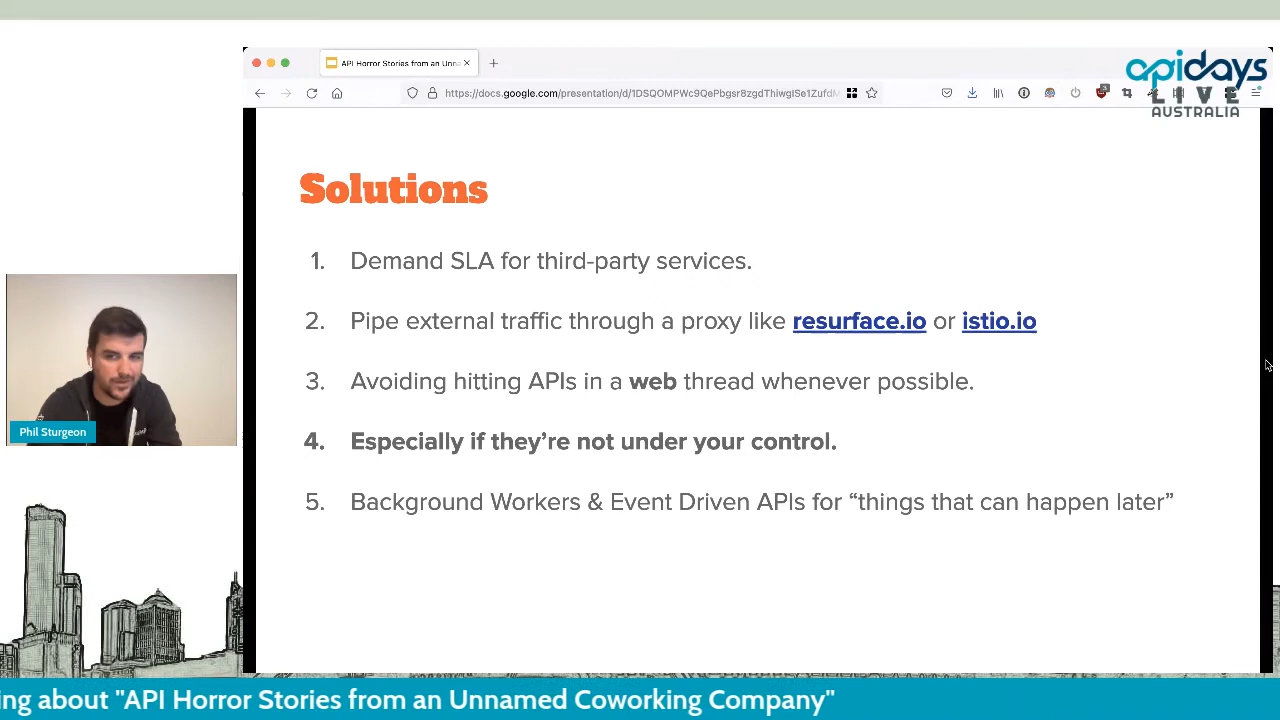 API Horror Stories from an Unna
https://docs.google.com/presentation/d/1DSQOMPWc9QePbgsr8zgdThiwgISe1ZufdM
apidays
LIVE
AUSTRALIA
Solutions
1. Demand SLA for third-party services.
2. Pipe external traffic through a proxy like resurface.io or istio.io
3. Avoiding hitting APIs in a web thread whenever possible.
4. Especially if they’re not under your control.
5. Background Workers & Event Driven APIs for “things that can happen later”
Phil Sturgeon
ing about "API Horror Stories from an Unnamed Coworking Company"